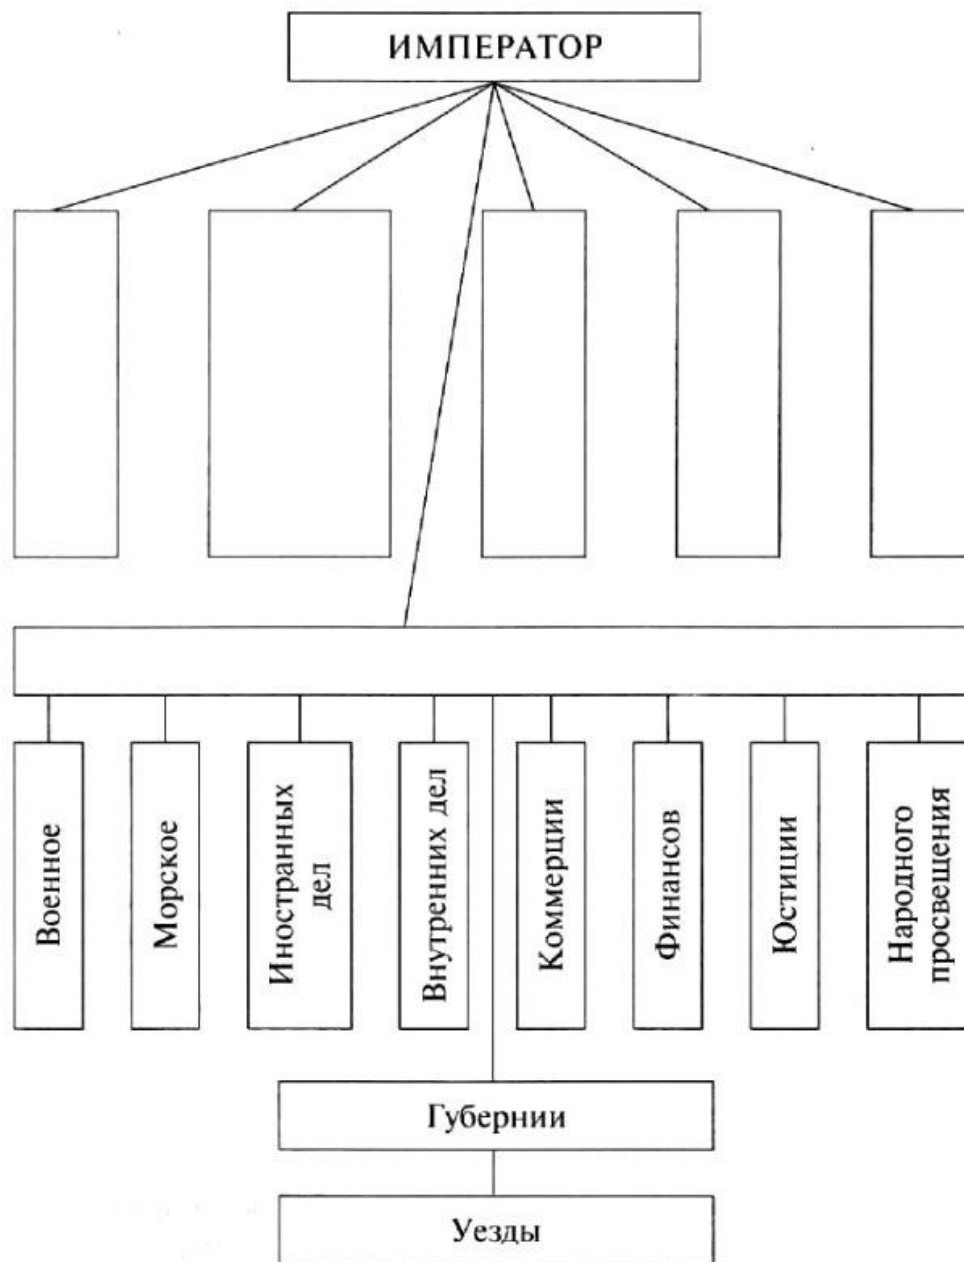 ИМПЕРАТОР
Военное
Морское
Иностранных
дел
Внутренних дел
Коммерции
Финансов
Юстиции
Народного
просвещения
Губернии
Уезды